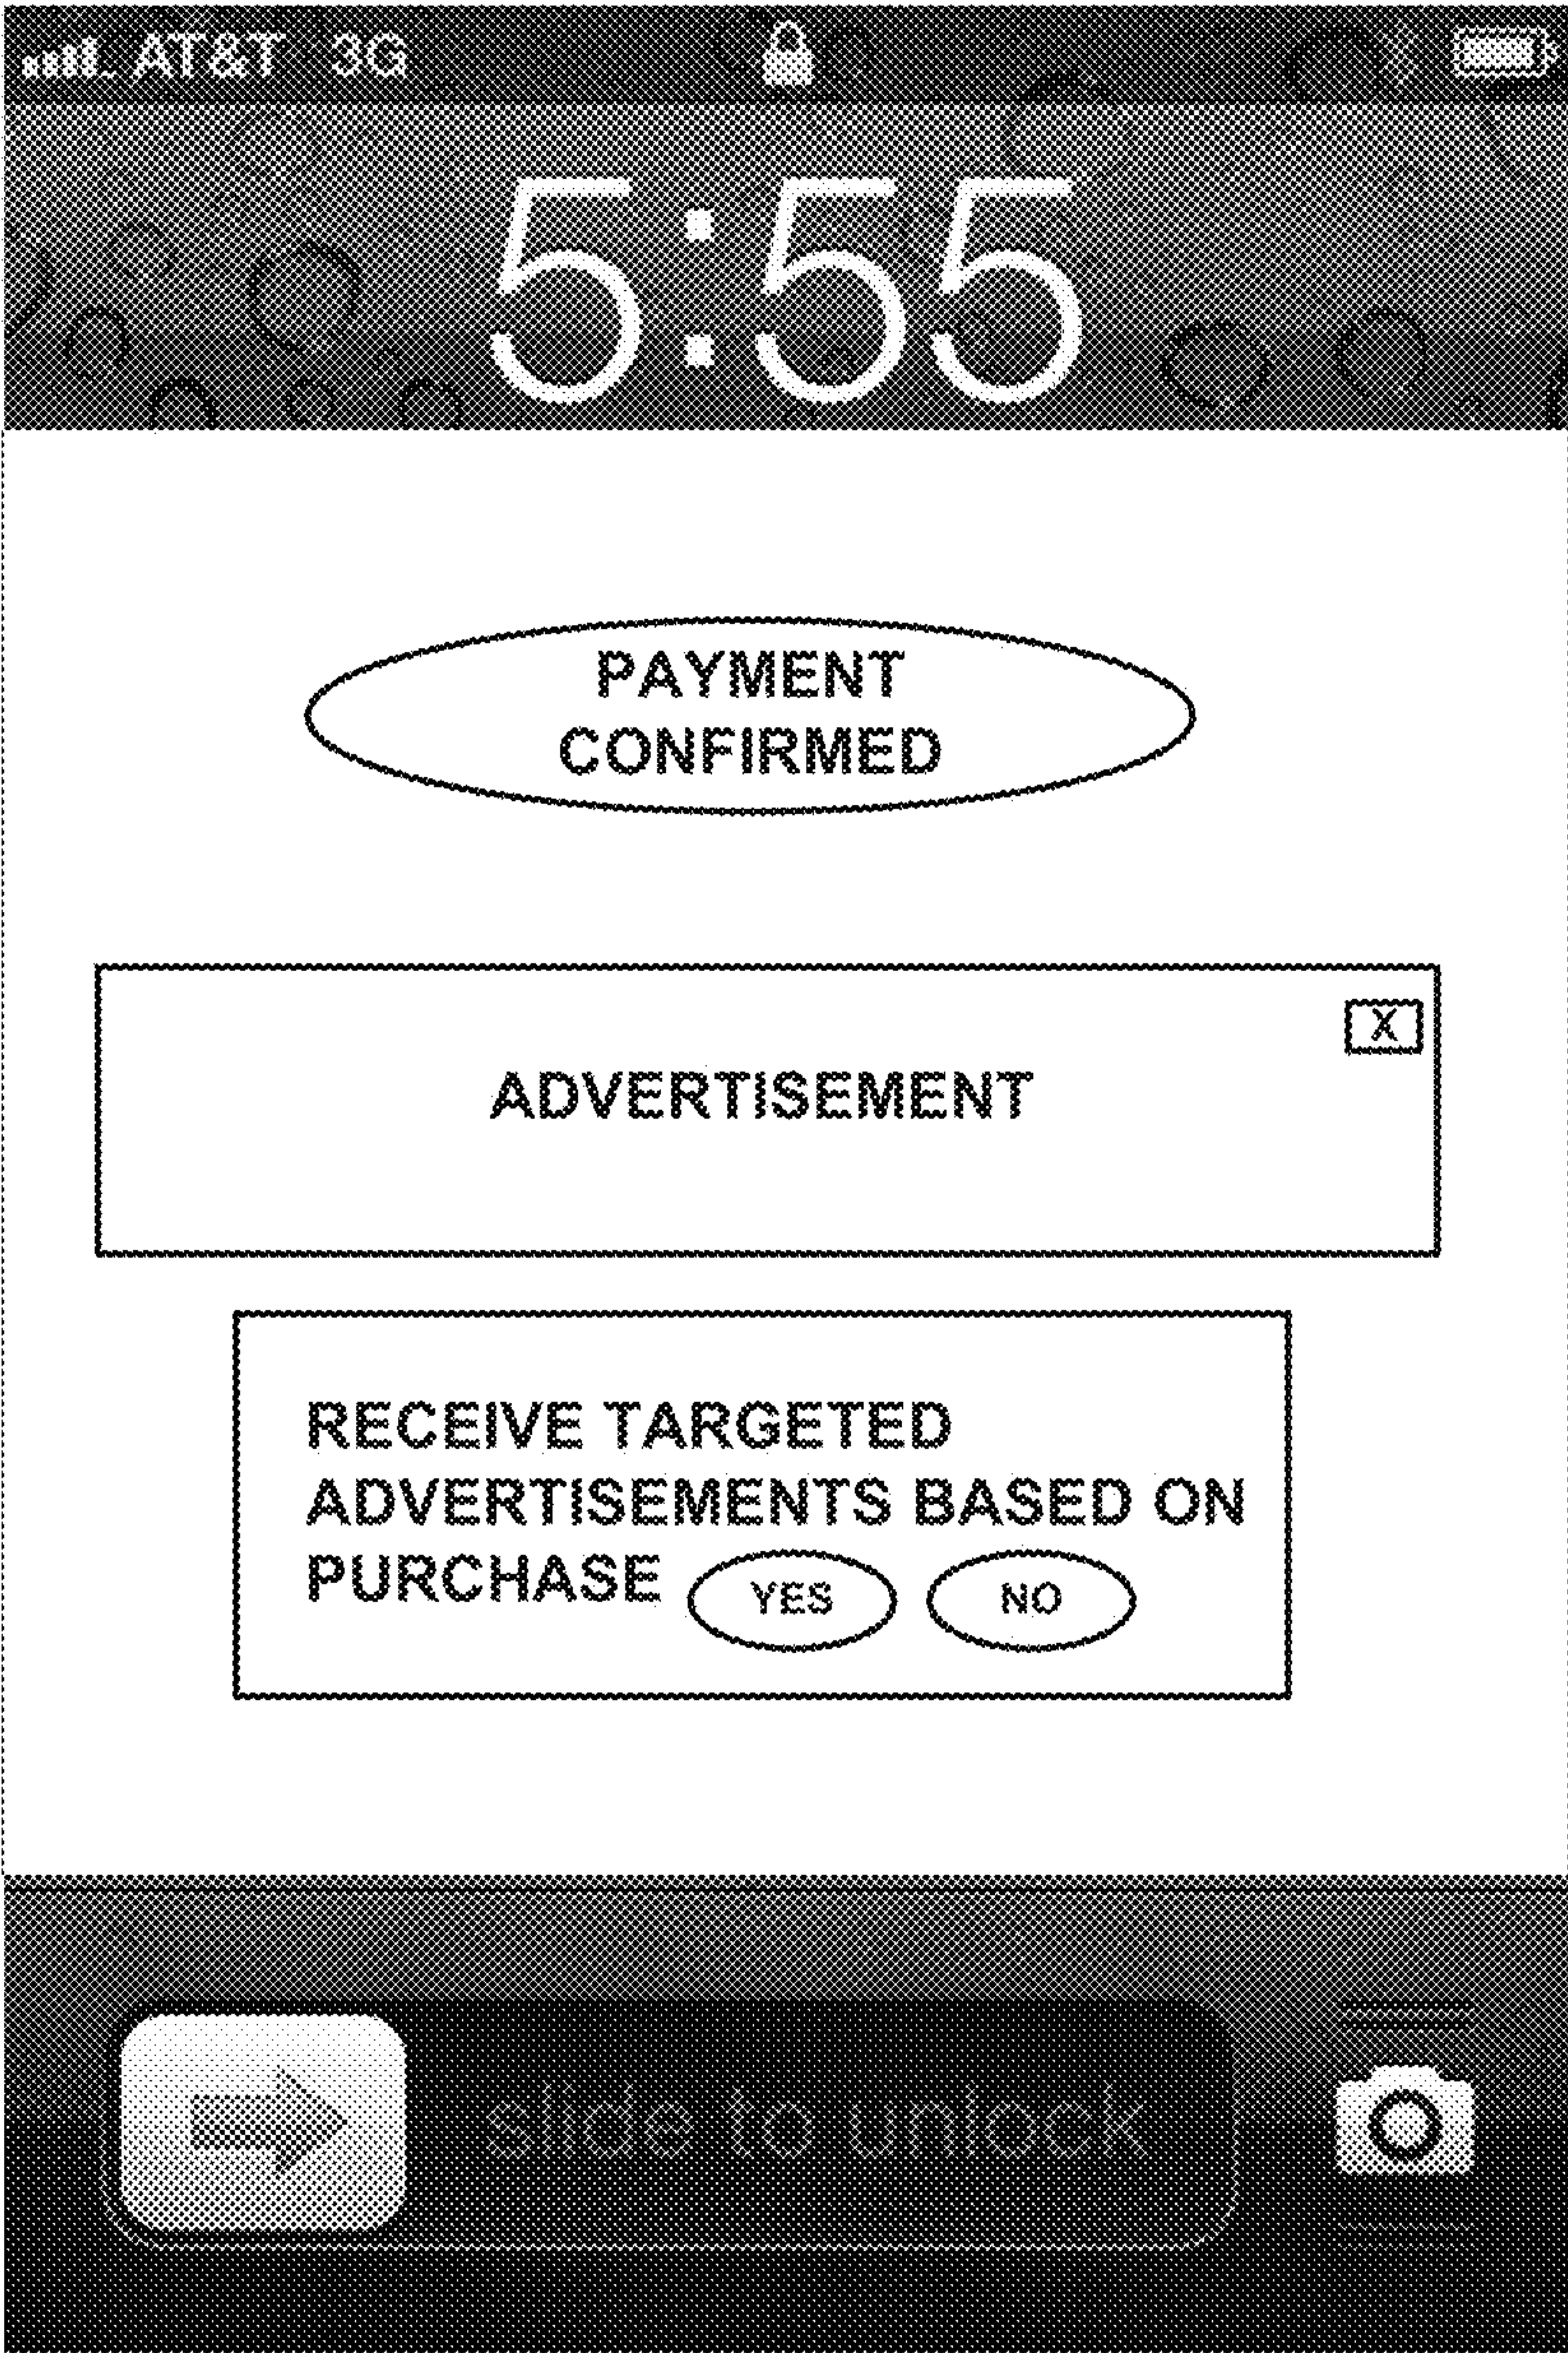 AT&T 3G
5:55
PAYMENT
CONFIRMED
X
ADVERTISEMENT
RECEIVE TARGETED
ADVERTISEMENTS BASED ON
PURCHASE YES NO
slide to unlock